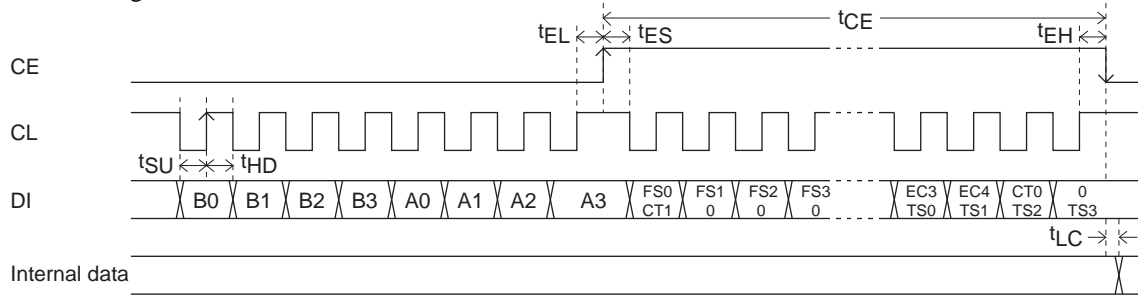 tCE
tEL tES tEH
CE
CL
tSU tHD
DI B0 B1 B2 B3 A0 A1 A2 A3 FS0 FS1 FS2 FS3 EC3 EC4 CT0 0
CT1 0 0 0 TS0 TS1 TS2 TS3
tLC
Internal data